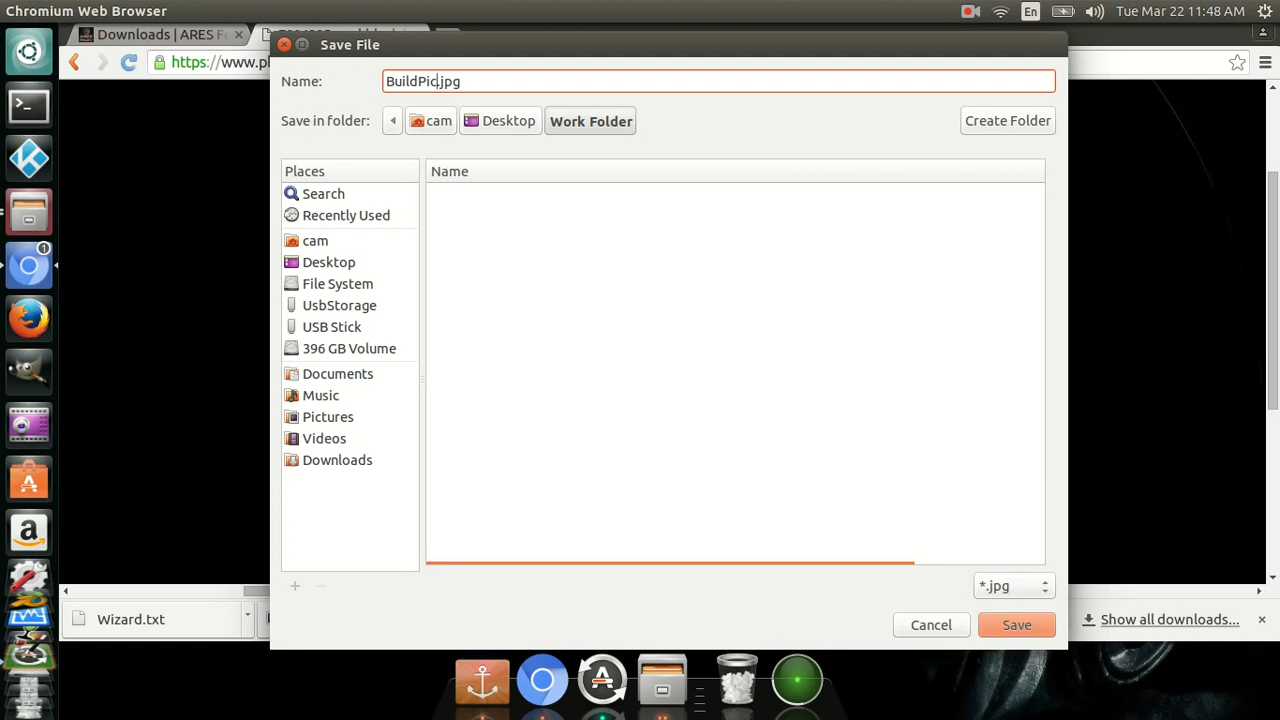 Chromium Web Browser
En
Tue Mar 22 11:48 AM
Downloads | ARES Fo
https://www.pl
Save File
Name:
BuildPic.jpg
Save in folder:
cam
Desktop
Work Folder
Create Folder
Places
Name
Search
Recently Used
cam
Desktop
File System
UsbStorage
USB Stick
396 GB Volume
Documents
Music
Pictures
Videos
Downloads
*.jpg
Cancel
Save
Wizard.txt
Show all downloads...
1